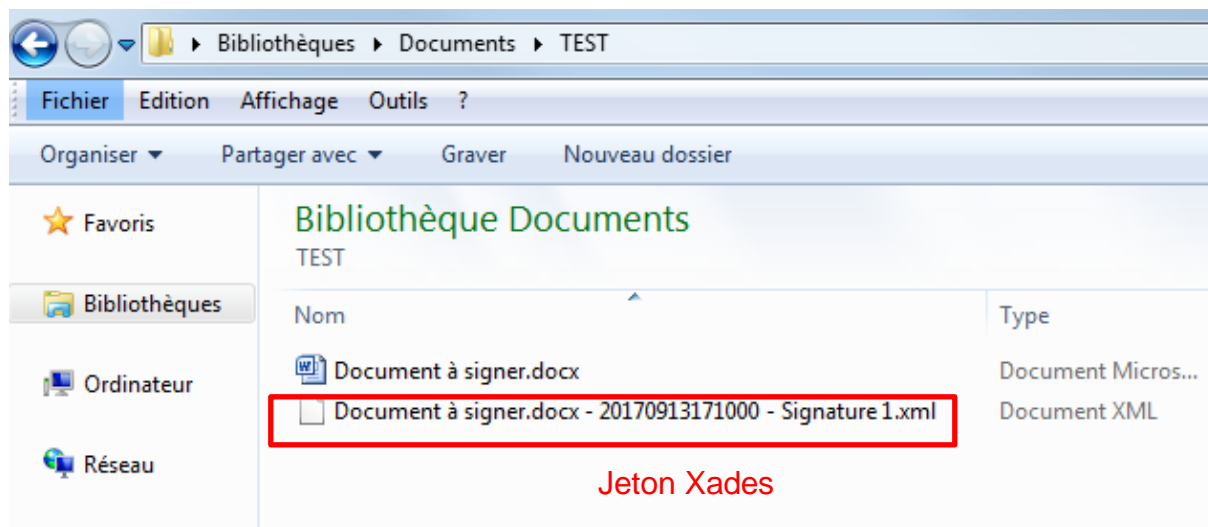 Bibliothèques Documents TEST
Fichier Edition Affichage Outils ?
Organiser Partager avec Graver Nouveau dossier
Favoris
Bibliothèques
Ordinateur
Réseau
Bibliothèque Documents
TEST
Nom Type
Document à signer.docx Document Micros...
Document à signer.docx - 20170913171000 - Signature 1.xml Document XML
Jeton Xades